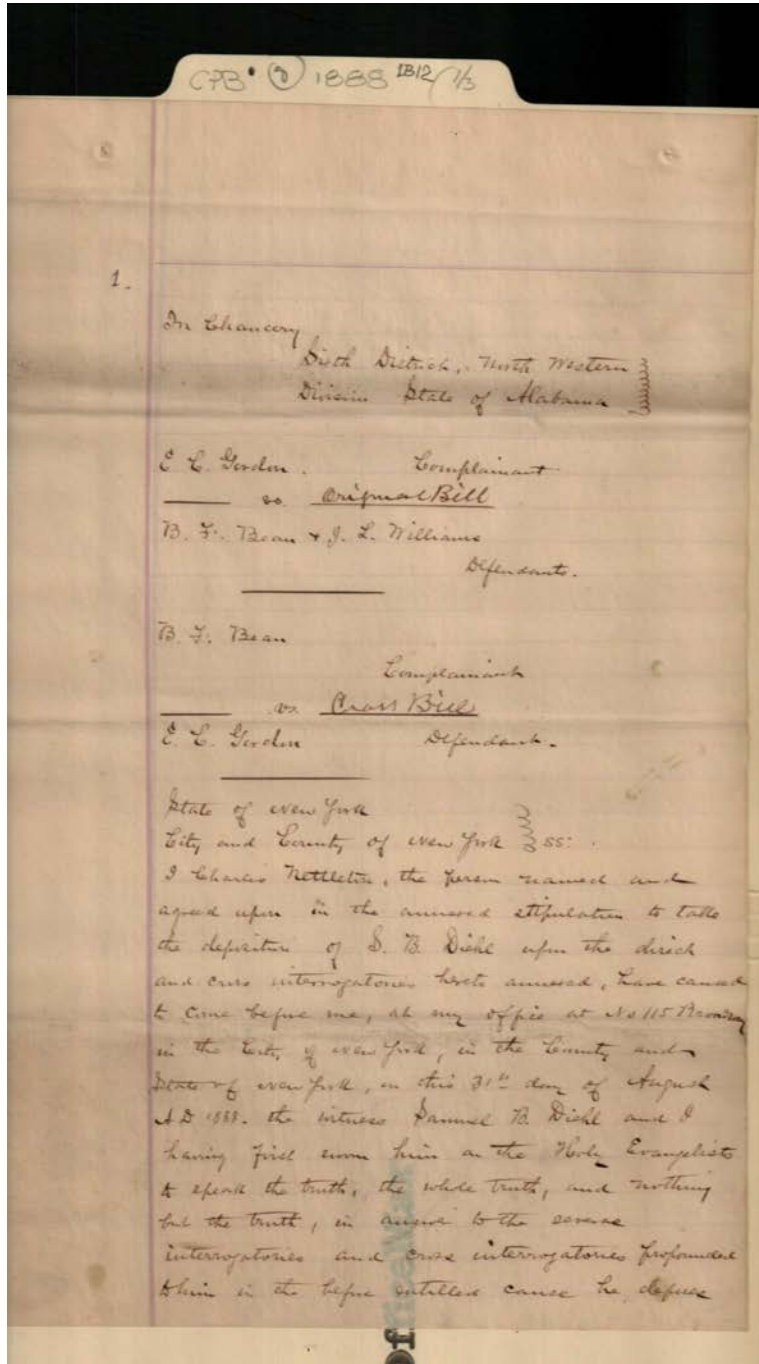 CPB • 2 1888 1B12 1/3
1.
In Chancery
Sixth District, North Western
Division State of Alabama
E. C. Gordon. Complainant
vs. Original Bill
B. F. Bean & J. L. Williams
Defendants.
B. F. Bean
Complainant
vs Cross Bill
E. C. Gordon Defendant.
State of New York
City and County of New York } SS:
I Charles Nettleton, the person named and
agreed upon in the annexed stipulation to take
the deposition of S. B. Diehl upon the direct
and cross interrogatories hereto annexed, have caused
to come before me, at my office at No 115 Broadway
in the City of New York, in the County and
State of New York, on this 31st day of August
A.D 1888. the witness Samuel B. Diehl and I
having first sworn him on the Holy Evangelists
to speak the truth, the whole truth, and nothing
but the truth, in answer to the several
interrogatories and cross interrogatories propounded
to him in the before entitled cause he deposes